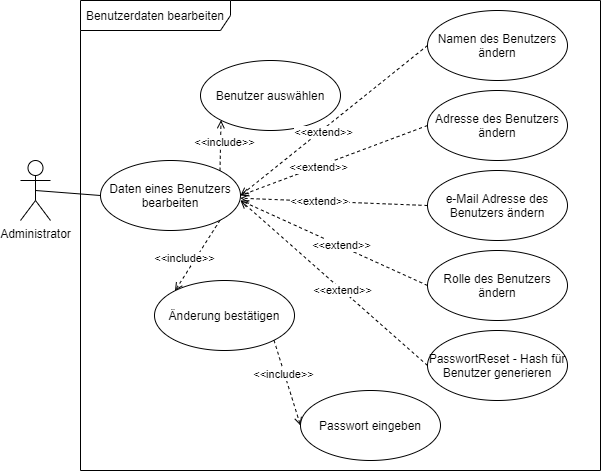 Benutzerdaten bearbeiten
Namen des Benutzers
ändern
Benutzer auswählen
<<extend>>
Adresse des Benutzers
ändern
<<include>>
<<extend>>
Daten eines Benutzers
bearbeiten
<<extend>>
e-Mail Adresse des
Benutzers ändern
Administrator
<<extend>>
<<include>>
Rolle des Benutzers
ändern
<<extend>>
Änderung bestätigen
PasswortReset - Hash für
Benutzer generieren
<<include>>
Passwort eingeben